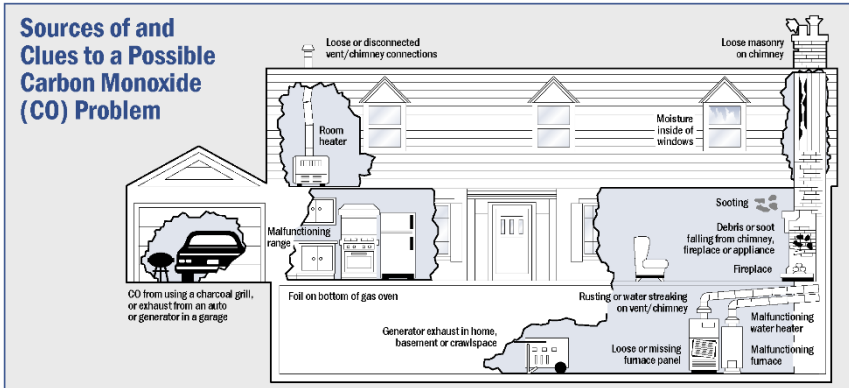 Sources of and
Clues to a Possible
Carbon Monoxide
(CO) Problem
Loose or disconnected
vent/chimney connections
Loose masonry
on chimney
Room
heater
Moisture
inside of
windows
Sooting
Malfunctioning
range
Debris or soot
falling from chimney,
fireplace or appliance
Fireplace
CO from using a charcoal grill,
or exhaust from an auto
or generator in a garage
Foil on bottom of gas oven
Rusting or water streaking
on vent/chimney
Generator exhaust in home,
basement or crawlspace
Loose or missing
furnace panel
Malfunctioning
water heater
Malfunctioning
furnace